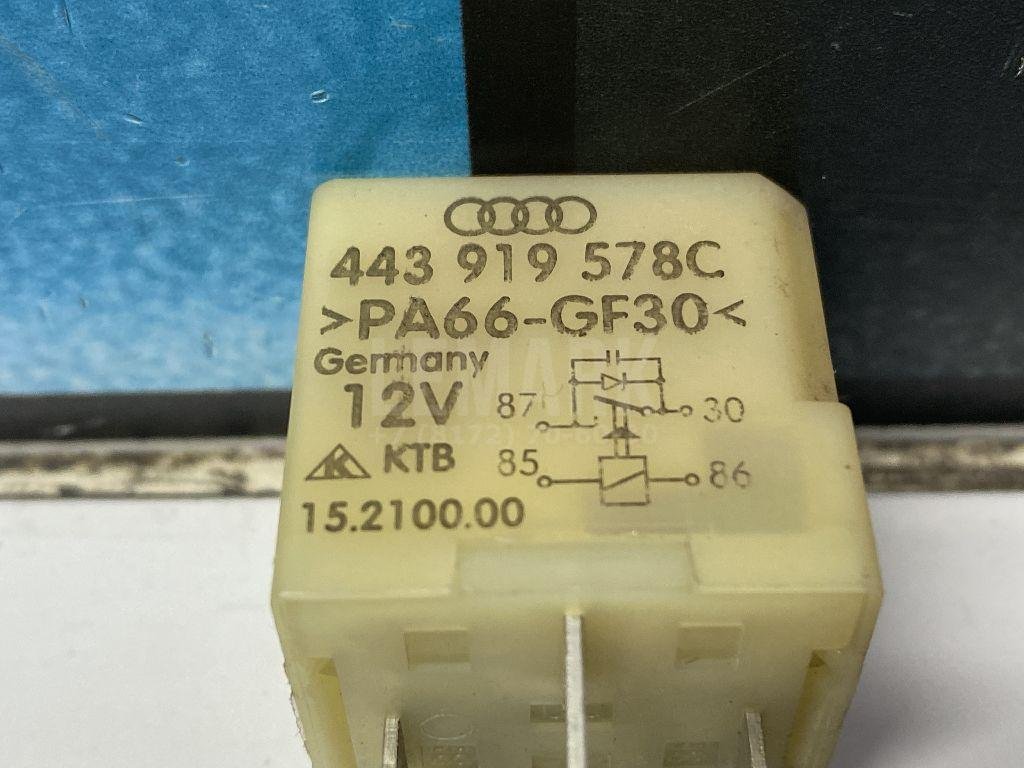 443 919 578C
>PA66-GF30<
Germany
12V
87 30
KTB
85 86
15.2100.00